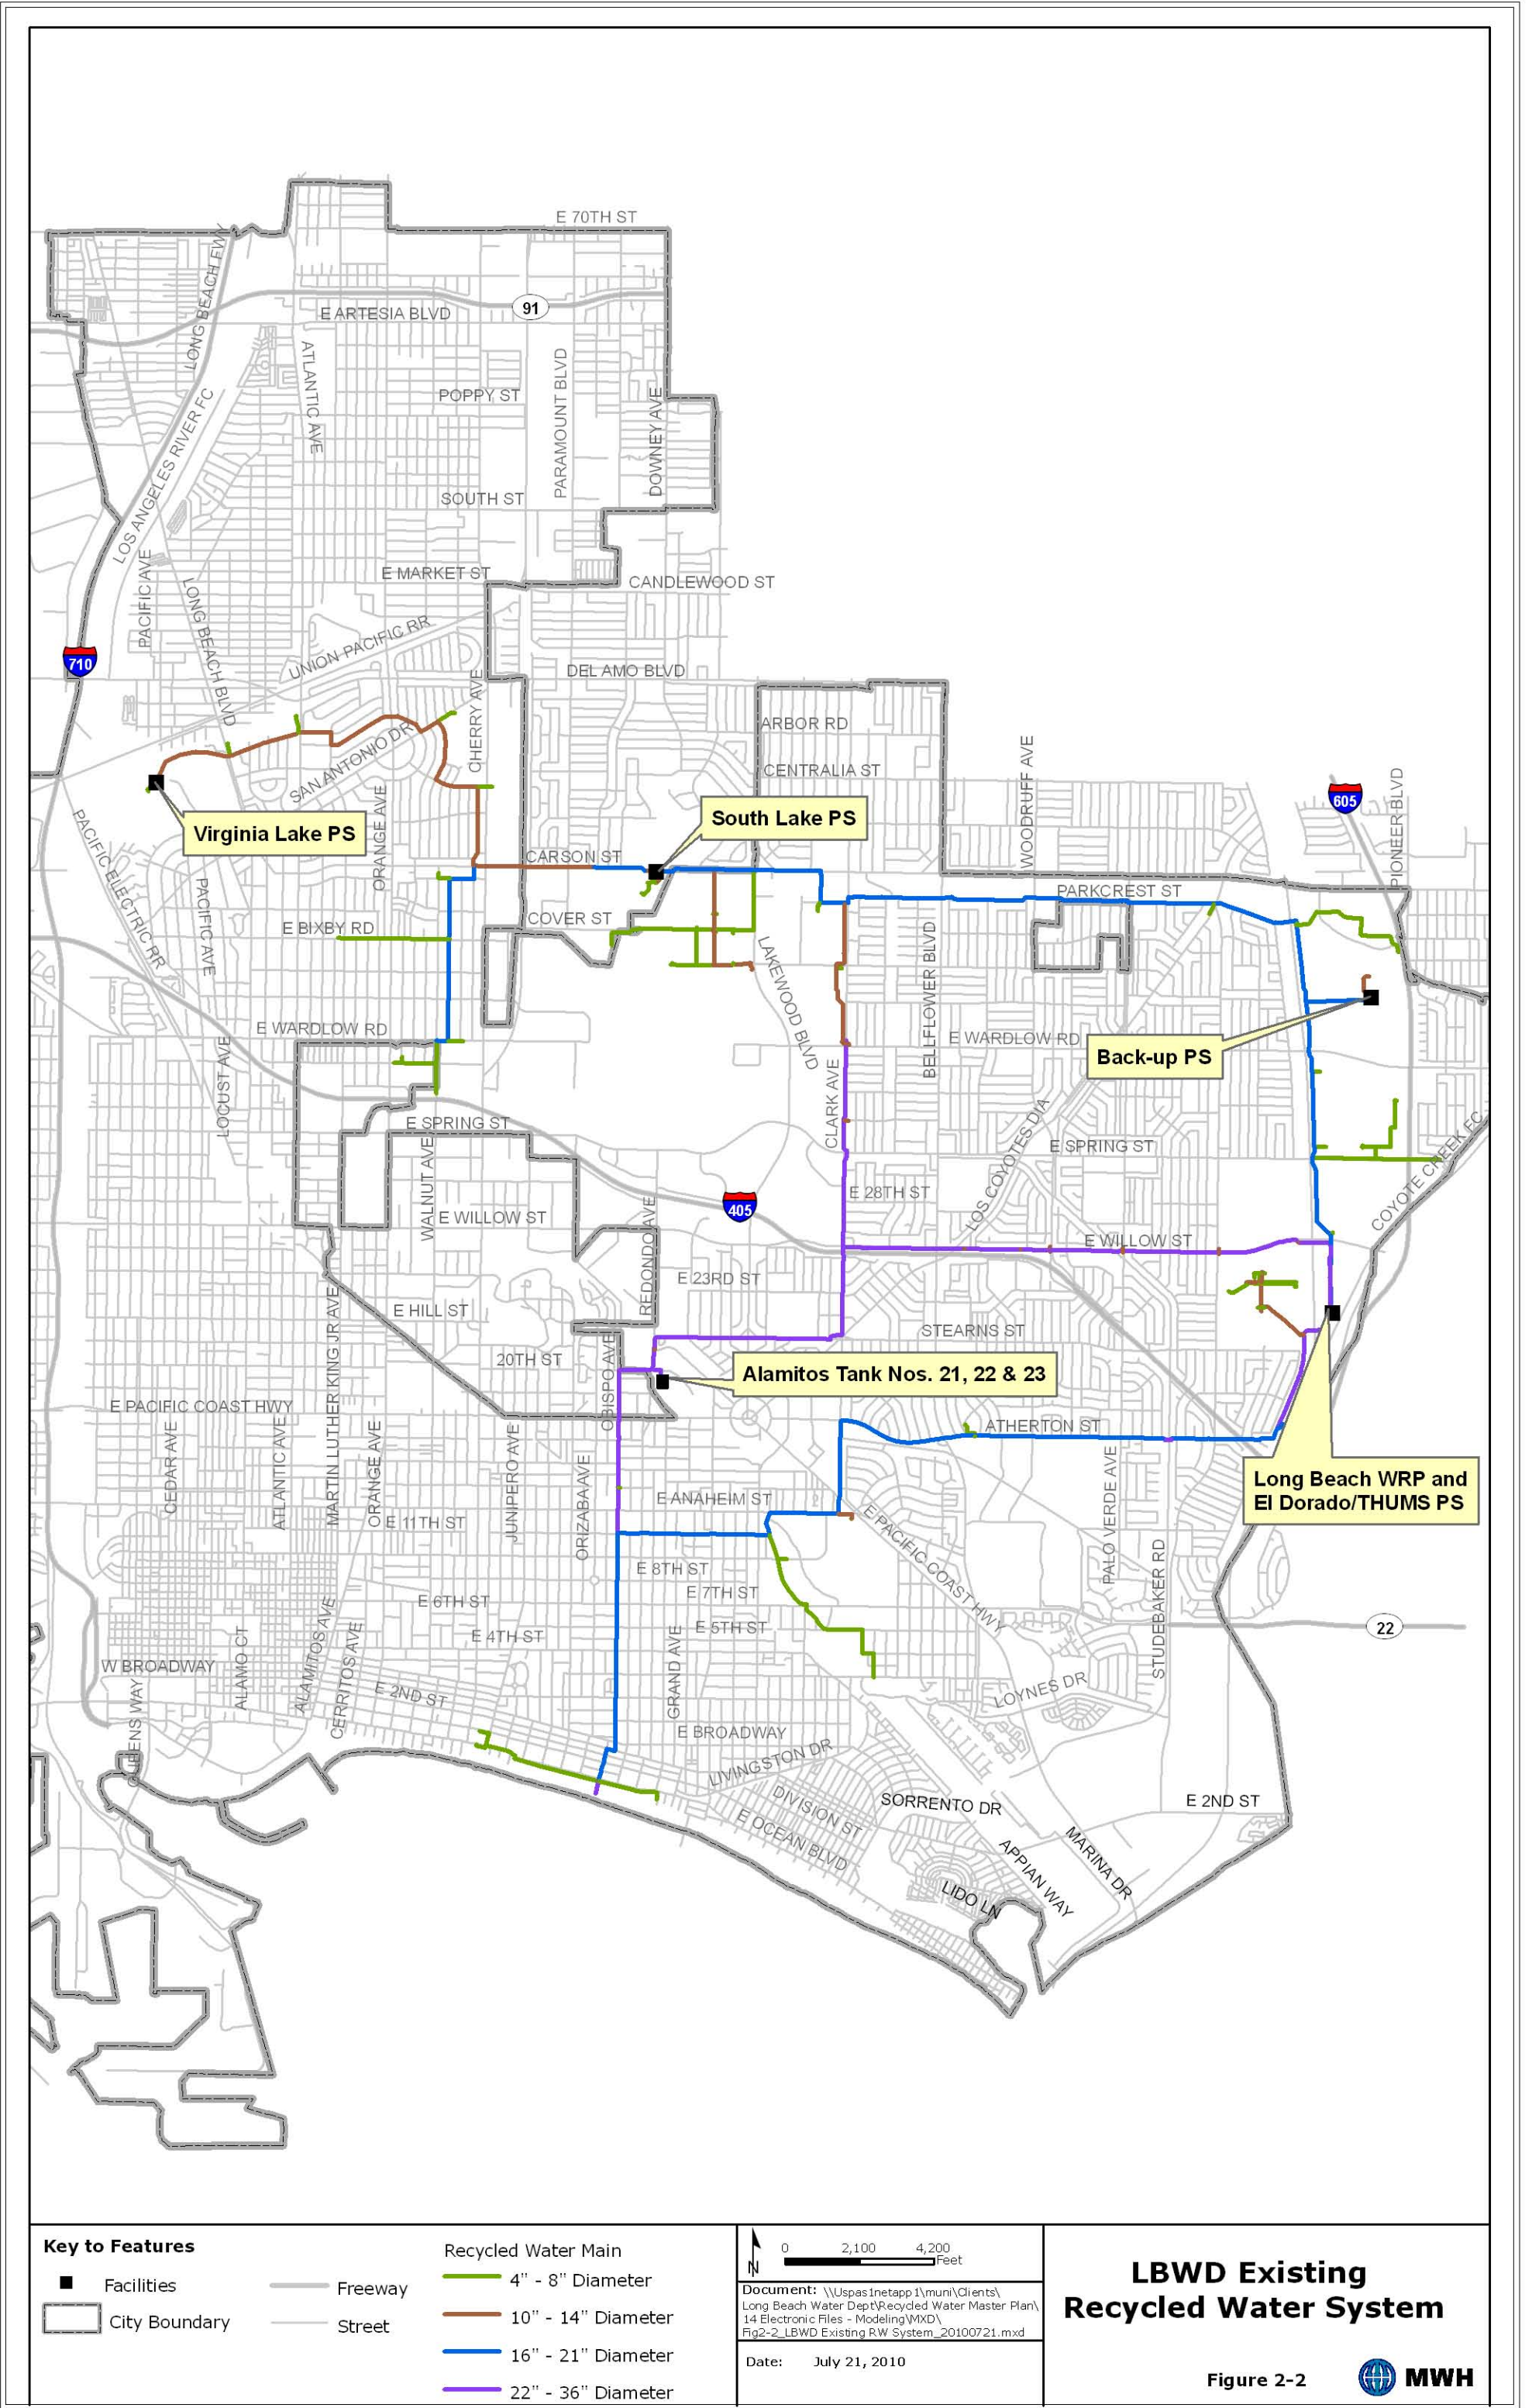 E 70TH ST
LONG BEACH FWY
E ARTESIA BLVD
91
ATLANTIC AVE
PARAMOUNT BLVD
POPPY ST
DOWNEY AVE
LOS ANGELES RIVER FC
SOUTH ST
PACIFIC AVE
E MARKET ST
CANDLEWOOD ST
LONG BEACH BLVD
UNION PACIFIC RR
710
DEL AMO BLVD
CHERRY AVE
ARBOR RD
SAN ANTONIO DR
CENTRALIA ST
WOODRUFF AVE
605
PIONEER BLVD
ORANGE AVE
South Lake PS
Virginia Lake PS
PACIFIC ELECTRIC RR
CARSON ST
PACIFIC AVE
PARKCREST ST
COVER ST
E BIXBY RD
LAKEWOOD BLVD
BELLFLOWER BLVD
E WARDLOW RD
E WARDLOW RD
Back-up PS
LOCUST AVE
CLARK AVE
E SPRING ST
LOS COYOTES DIA
E SPRING ST
COYOTE CREEK FC
WALNUT AVE
E 28TH ST
405
E WILLOW ST
REDONDO AVE
E WILLOW ST
E 23RD ST
E HILL ST
MARTIN LUTHER KING JR AVE
STEARNS ST
20TH ST
OBISPO AVE
Alamitos Tank Nos. 21, 22 & 23
E PACIFIC COAST HWY
CEDAR AVE
ATLANTIC AVE
ORANGE AVE
JUNIPERO AVE
ATHERTON ST
ORIZABA AVE
PALO VERDE AVE
Long Beach WRP and
El Dorado/THUMS PS
E ANAHEIM ST
E 11TH ST
E PACIFIC COAST HWY
STUDEBAKER RD
E 8TH ST
E 7TH ST
E 6TH ST
E 5TH ST
22
E 4TH ST
ALAMO CT
ALAMITOS AVE
CERRITOS AVE
GRAND AVE
W BROADWAY
E 2ND ST
LOYNES DR
QUEENS WAY
E BROADWAY
LIVINGSTON DR
DIVISION ST
SORRENTO DR
E 2ND ST
E OCEAN BLVD
MARINA DR
APPIAN WAY
LIDO LN
Key to Features
Facilities
City Boundary
Freeway
Street
Recycled Water Main
4" - 8" Diameter
10" - 14" Diameter
16" - 21" Diameter
22" - 36" Diameter
N
0 2,100 4,200
Feet
Document: \\Uspas1netapp1\muni\Clients\
Long Beach Water Dept\Recycled Water Master Plan\
14 Electronic Files - Modeling\MXD\
Fig2-2_LBWD Existing RW System_20100721.mxd
Date: July 21, 2010
LBWD Existing
Recycled Water System
Figure 2-2
MWH